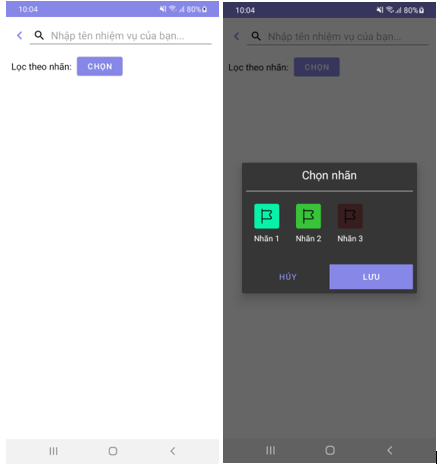 10:04 80%
Nhập tên nhiệm vụ của bạn...
Lọc theo nhãn: CHỌN
10:04 80%
Nhập tên nhiệm vụ của bạn...
Lọc theo nhãn: CHỌN
Chọn nhãn
Nhãn 1 Nhãn 2 Nhãn 3
HỦY LƯU